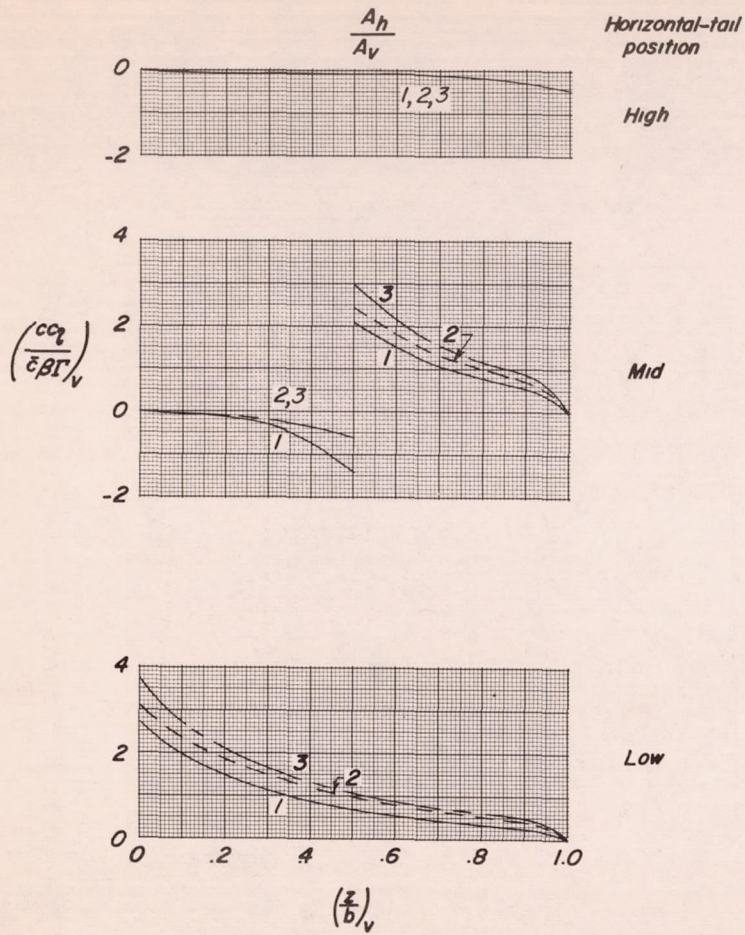 A_h
A_v
Horizontal-tail
position
0
-2
1,2,3
High
4
2
0
-2
(cc_l / c̄βΓ)_v
3
2
1
2,3
1
Mid
4
2
0
3
2
1
Low
0 .2 .4 .6 .8 1.0
(z/b)_v